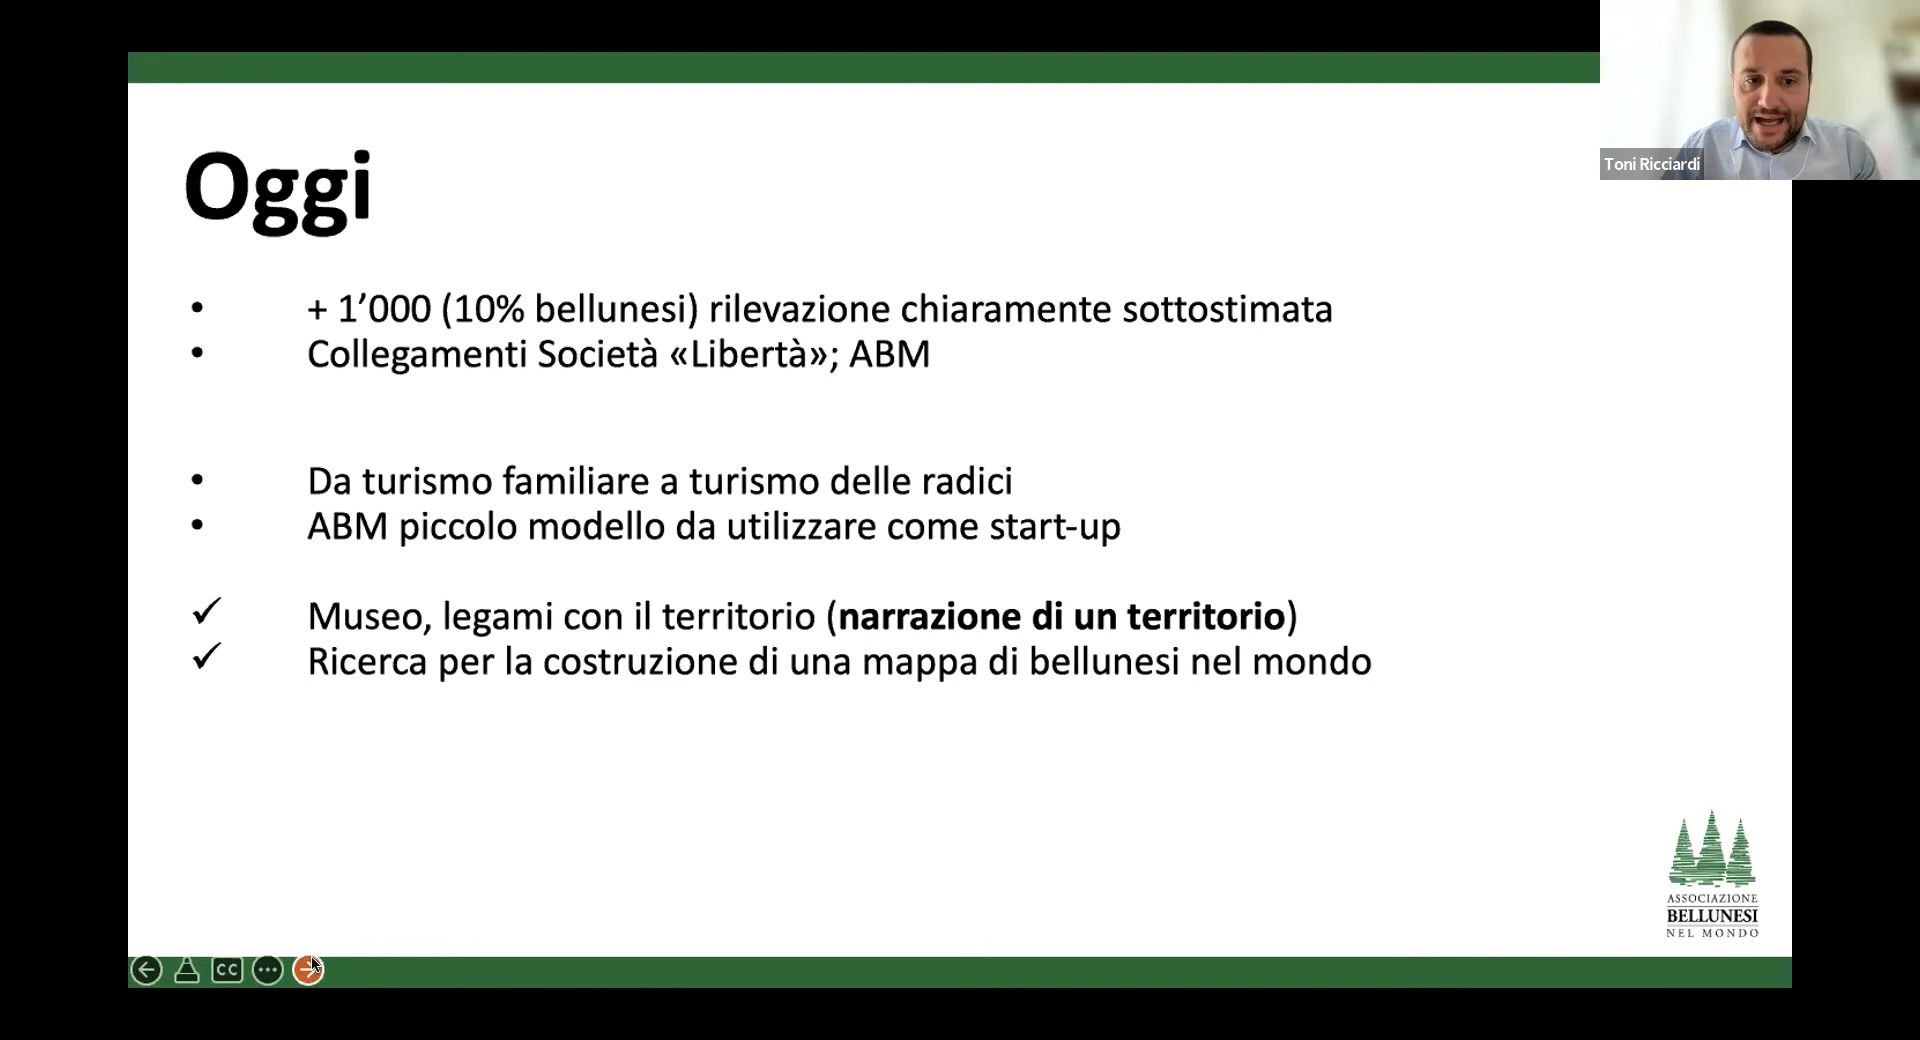 Toni Ricciardi
Oggi
• + 1’000 (10% bellunesi) rilevazione chiaramente sottostimata
• Collegamenti Società «Libertà»; ABM
• Da turismo familiare a turismo delle radici
• ABM piccolo modello da utilizzare come start-up
✓ Museo, legami con il territorio (narrazione di un territorio)
✓ Ricerca per la costruzione di una mappa di bellunesi nel mondo
ASSOCIAZIONE
BELLUNESI
NEL MONDO
CC